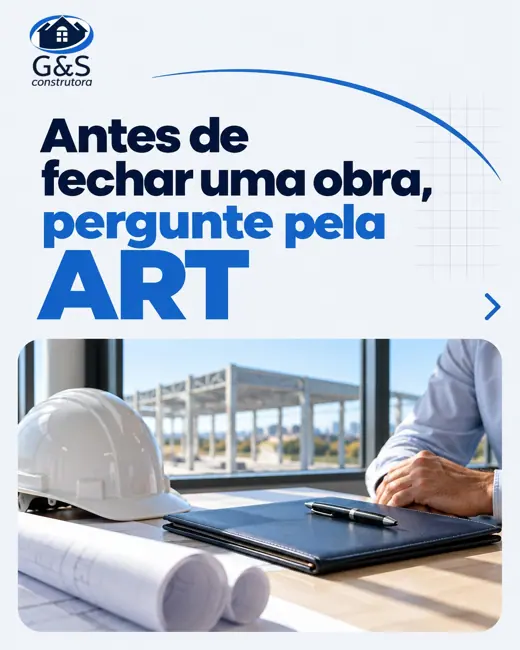 G&S
construtora
Antes de
fechar uma obra,
pergunte pela
ART